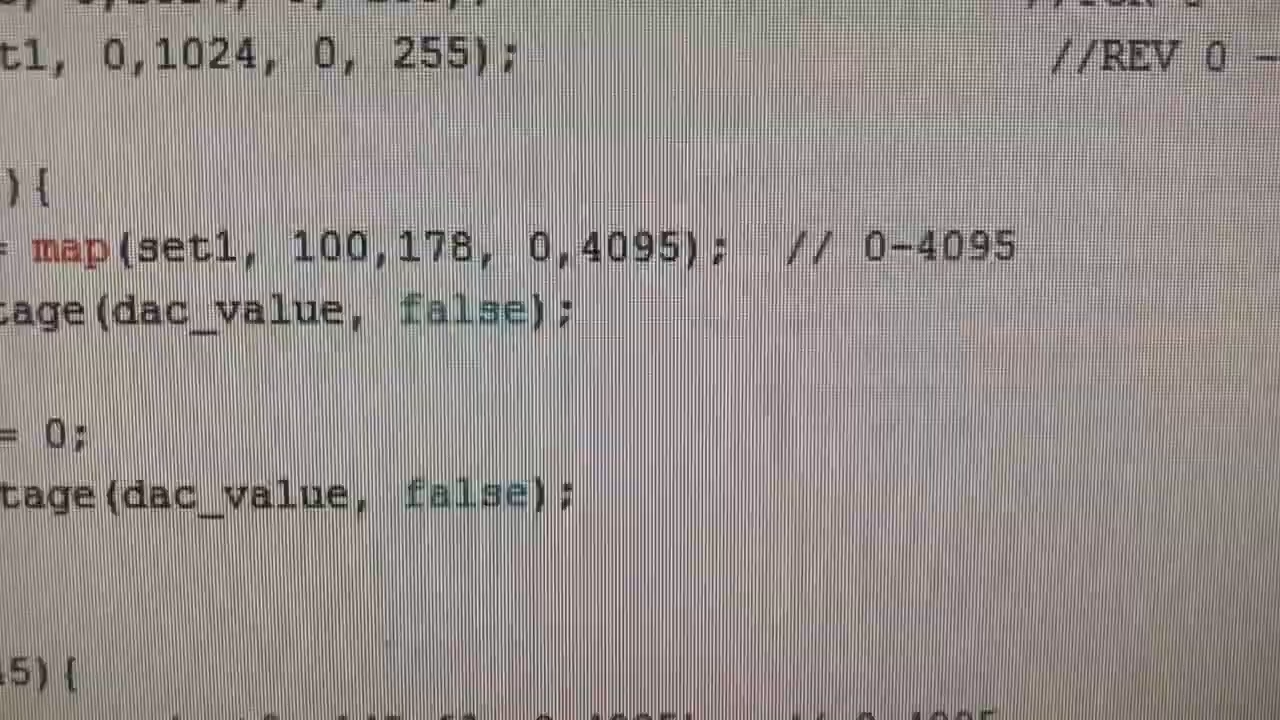 t1, 0,1024, 0, 255); //REV 0 -
){
= map(set1, 100,178, 0,4095); // 0-4095
tage(dac_value, false);
= 0;
tage(dac_value, false);
45){